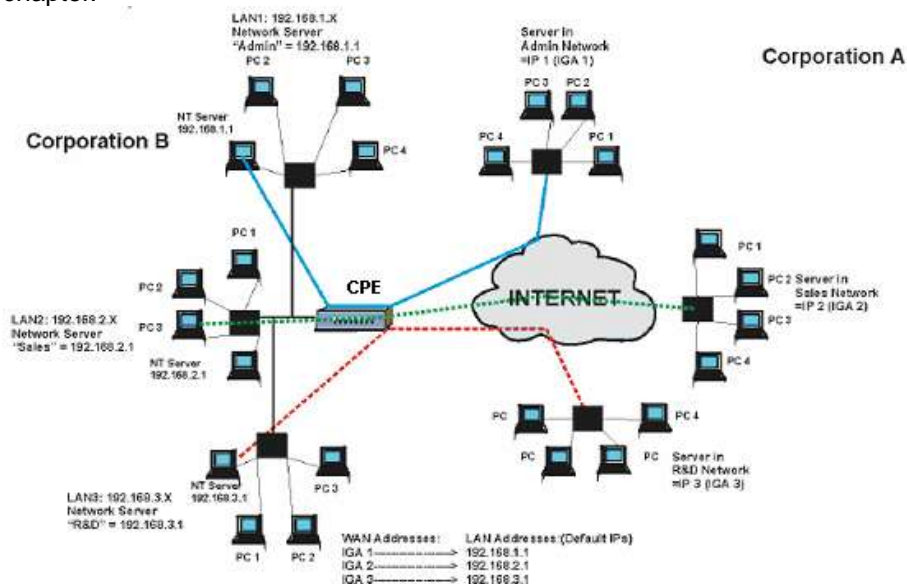 chapter.
LAN1: 192.168.1.X
Network Server
"Admin" = 192.168.1.1
PC 2
PC 3
NT Server
192.168.1.1
PC 4
Corporation B
Server in
Admin Network
=IP 1 (IGA 1)
PC 3
PC 2
PC 4
PC 1
Corporation A
PC 1
PC 2
PC 3
LAN2: 192.168.2.X
Network Server
"Sales" = 192.168.2.1
NT Server
192.168.2.1
CPE
INTERNET
PC 1
PC 2
Server in
Sales Network
=IP 2 (IGA 2)
PC 3
PC 4
NT Server
192.168.3.1
PC 3
LAN3: 192.168.3.X
Network Server
"R&D" = 192.168.3.1
PC 1
PC 2
PC
PC 4
PC
PC
Server in
R&D Network
=IP 3 (IGA 3)
WAN Addresses: LAN Addresses:(Default IPs)
IGA 1--------------> 192.168.1.1
IGA 2--------------> 192.168.2.1
IGA 3--------------> 192.168.3.1